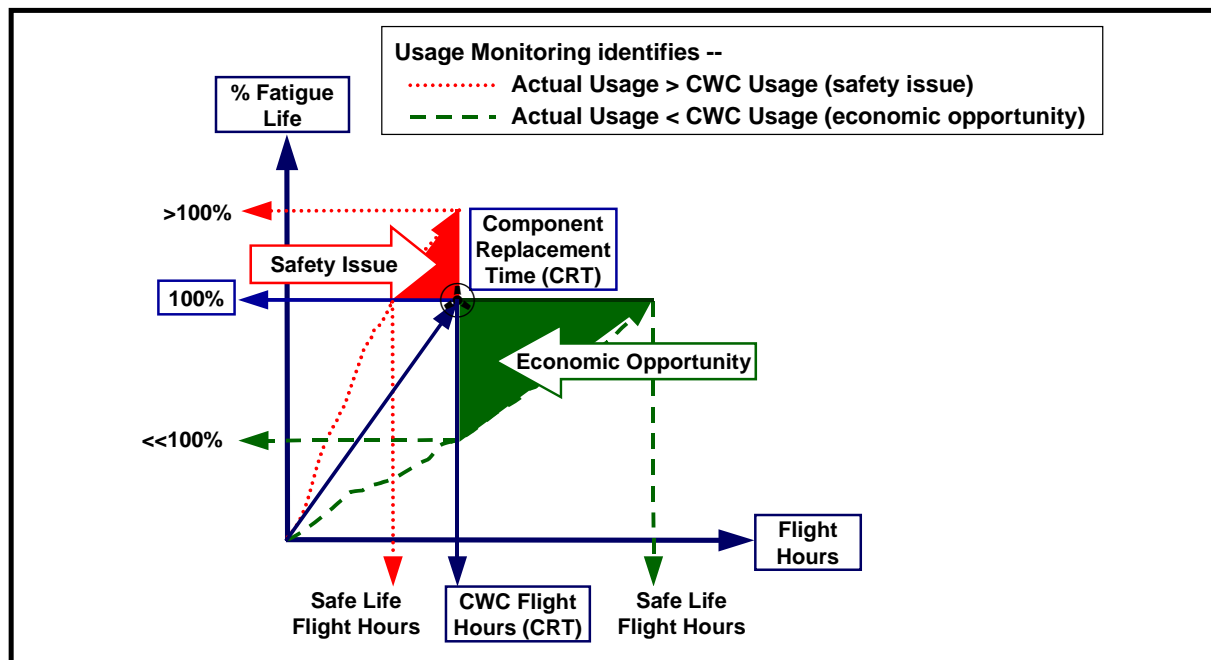 Usage Monitoring identifies --
Actual Usage > CWC Usage (safety issue)
Actual Usage < CWC Usage (economic opportunity)
% Fatigue
Life
>100%
Component
Replacement
Time (CRT)
Safety Issue
100%
Economic Opportunity
<<100%
Flight
Hours
Safe Life
Flight Hours
CWC Flight
Hours (CRT)
Safe Life
Flight Hours